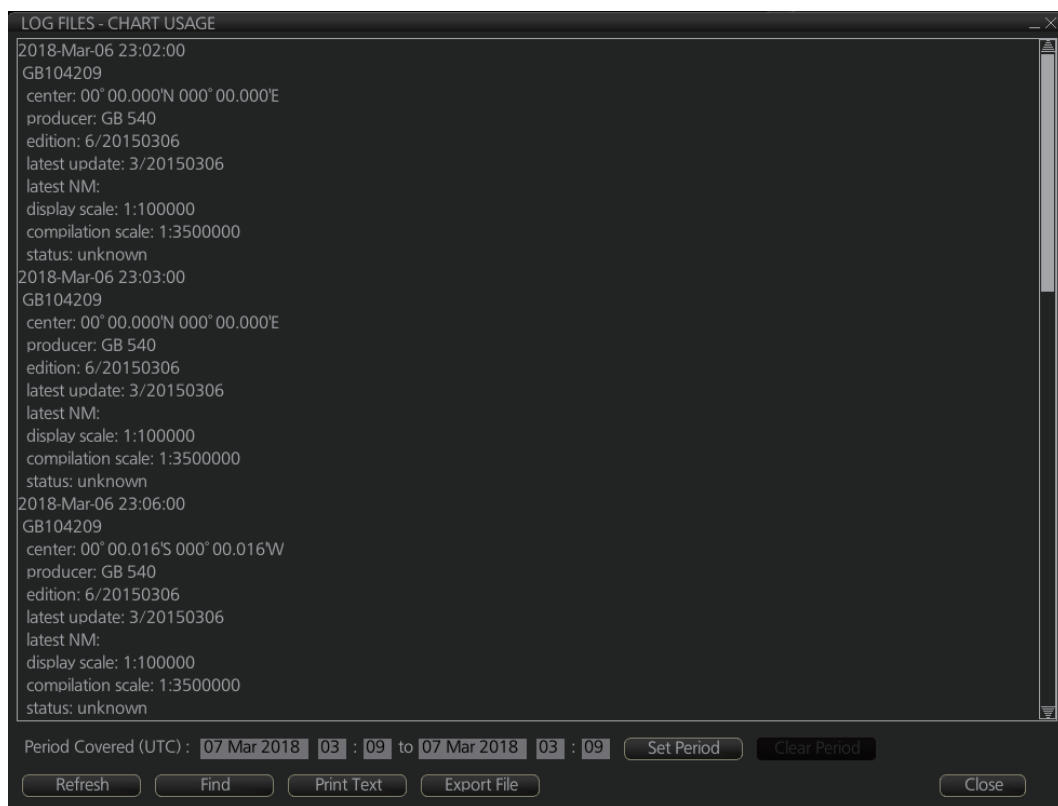 LOG FILES - CHART USAGE
2018-Mar-06 23:02:00
GB104209
center: 00° 00.000'N 000° 00.000'E
producer: GB 540
edition: 6/20150306
latest update: 3/20150306
latest NM:
display scale: 1:100000
compilation scale: 1:3500000
status: unknown
2018-Mar-06 23:03:00
GB104209
center: 00° 00.000'N 000° 00.000'E
producer: GB 540
edition: 6/20150306
latest update: 3/20150306
latest NM:
display scale: 1:100000
compilation scale: 1:3500000
status: unknown
2018-Mar-06 23:06:00
GB104209
center: 00° 00.016'S 000° 00.016'W
producer: GB 540
edition: 6/20150306
latest update: 3/20150306
latest NM:
display scale: 1:100000
compilation scale: 1:3500000
status: unknown
Period Covered (UTC) : 07 Mar 2018 03 : 09 to 07 Mar 2018 03 : 09 Set Period Clear Period
Refresh Find Print Text Export File Close